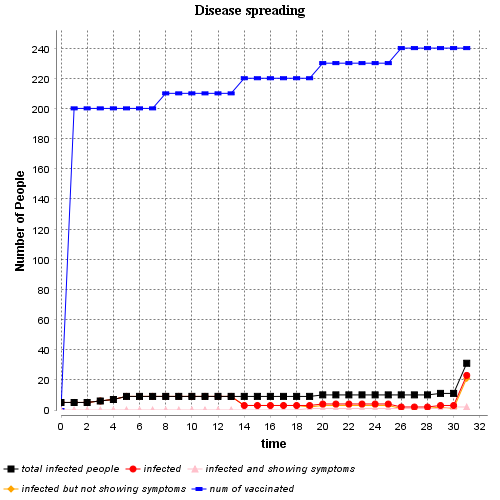 Disease spreading
Number of People
240
220
200
180
160
140
120
100
80
60
40
20
0
0 2 4 6 8 10 12 14 16 18 20 22 24 26 28 30 32
time
total infected people infected infected and showing symptoms
infected but not showing symptoms num of vaccinated